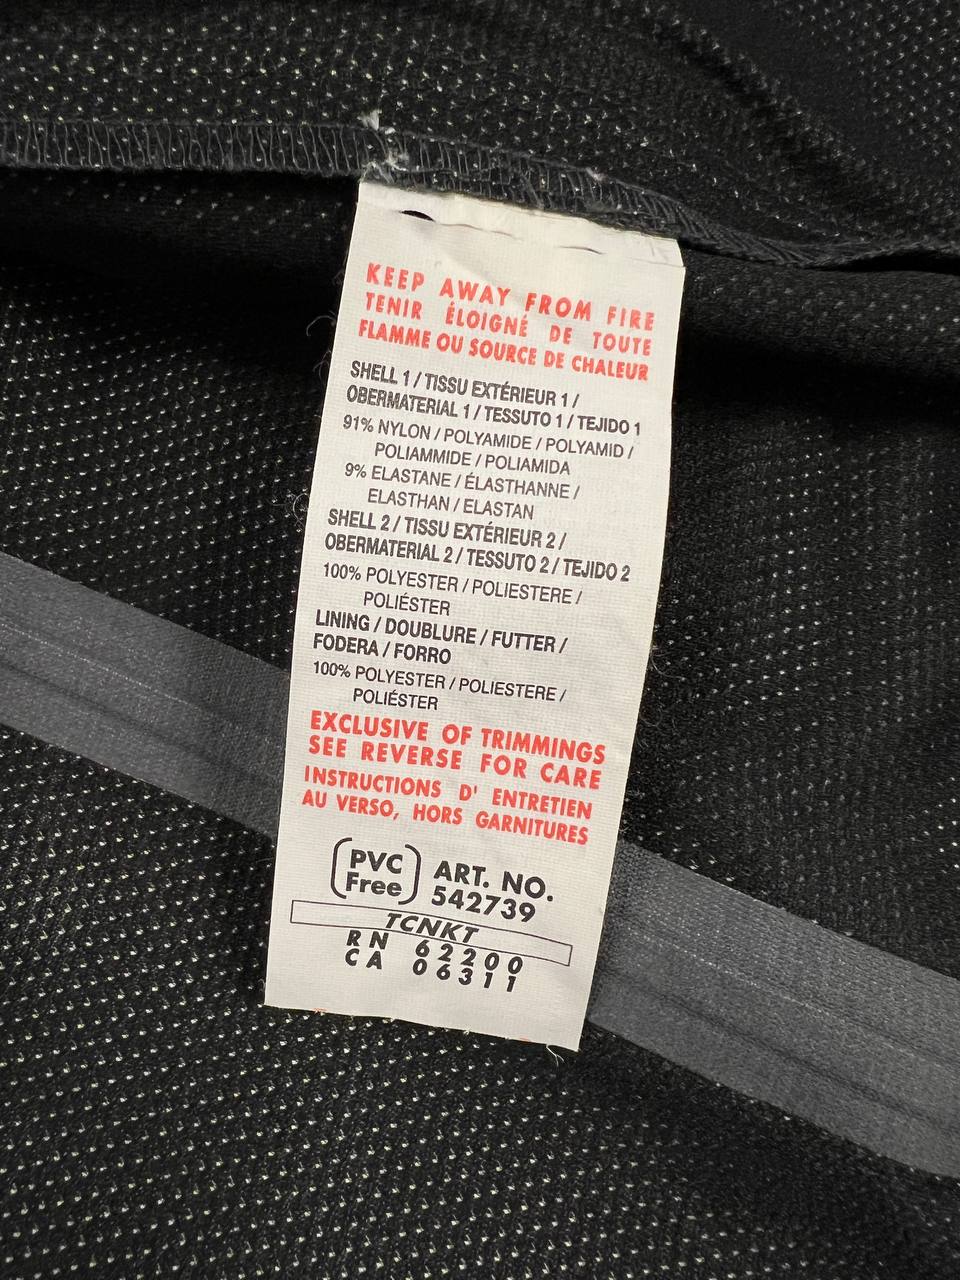 KEEP AWAY FROM FIRE
TENIR ÉLOIGNÉ DE TOUTE
FLAMME OU SOURCE DE CHALEUR
SHELL 1 / TISSU EXTÉRIEUR 1 /
OBERMATERIAL 1 / TESSUTO 1 / TEJIDO 1
91% NYLON / POLYAMIDE / POLYAMID /
POLIAMMIDE / POLIAMIDA
9% ELASTANE / ÉLASTHANNE /
ELASTHAN / ELASTAN
SHELL 2 / TISSU EXTÉRIEUR 2 /
OBERMATERIAL 2 / TESSUTO 2 / TEJIDO 2
100% POLYESTER / POLIESTERE /
POLIÉSTER
LINING / DOUBLURE / FUTTER /
FODERA / FORRO
100% POLYESTER / POLIESTERE /
POLIÉSTER
EXCLUSIVE OF TRIMMINGS
SEE REVERSE FOR CARE
INSTRUCTIONS D' ENTRETIEN
AU VERSO, HORS GARNITURES
PVC Free ART. NO.
542739
TCNKT
RN 62200
CA 06311